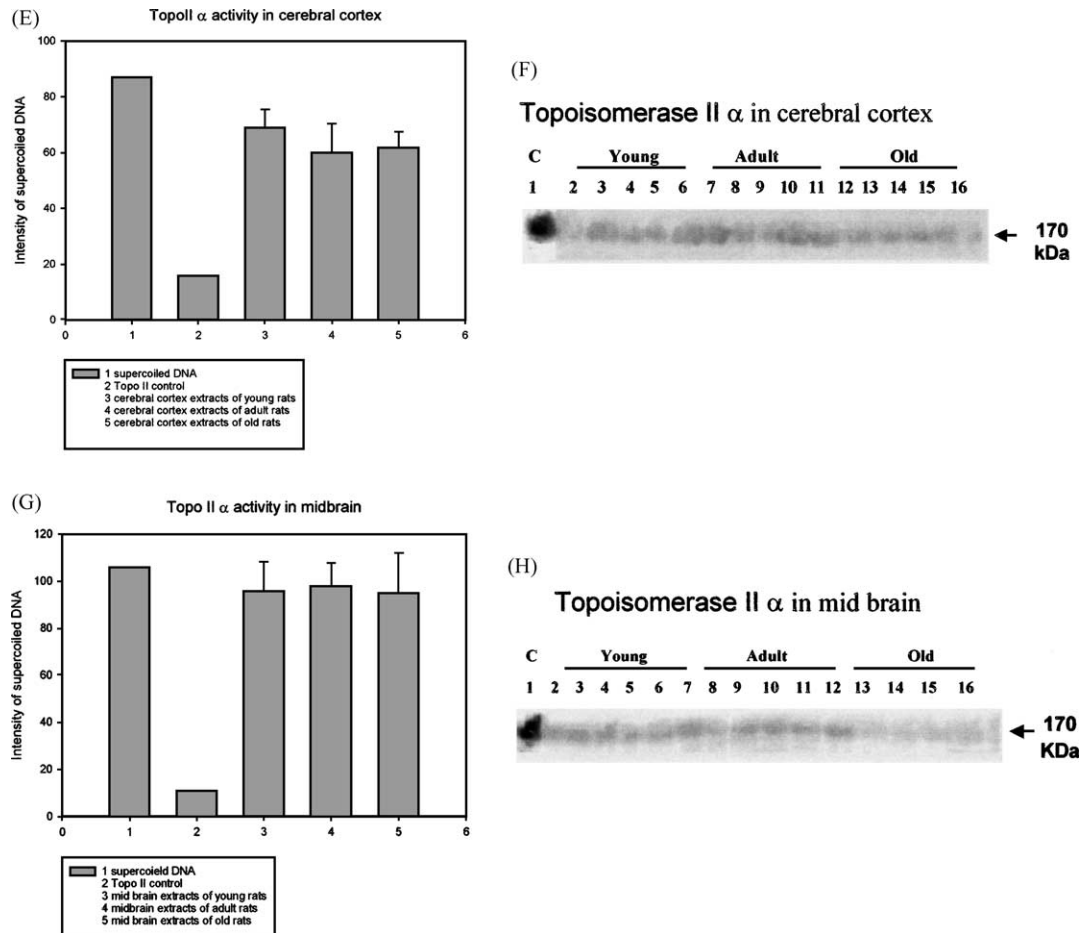 (E)
TopoII α activity in cerebral cortex
100
80
60
40
20
0
Intensity of supercoiled DNA
0 1 2 3 4 5 6
1 supercoiled DNA
2 Topo II control
3 cerebral cortex extracts of young rats
4 cerebral cortex extracts of adult rats
5 cerebral cortex extracts of old rats
(F)
Topoisomerase II α in cerebral cortex
C Young Adult Old
1 2 3 4 5 6 7 8 9 10 11 12 13 14 15 16
170
kDa
(G)
Topo II α activity in midbrain
120
100
80
60
40
20
0
Intensity of supercoiled DNA
0 1 2 3 4 5 6
1 supercoield DNA
2 Topo II control
3 mid brain extracts of young rats
4 midbrain extracts of adult rats
5 mid brain extracts of old rats
(H)
Topoisomerase II α in mid brain
C Young Adult Old
1 2 3 4 5 6 7 8 9 10 11 12 13 14 15 16
170
KDa